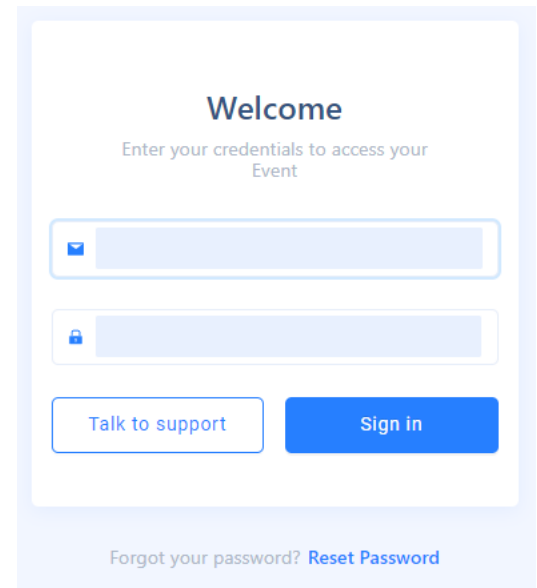 Welcome
Enter your credentials to access your
Event
Talk to support
Sign in
Forgot your password? Reset Password